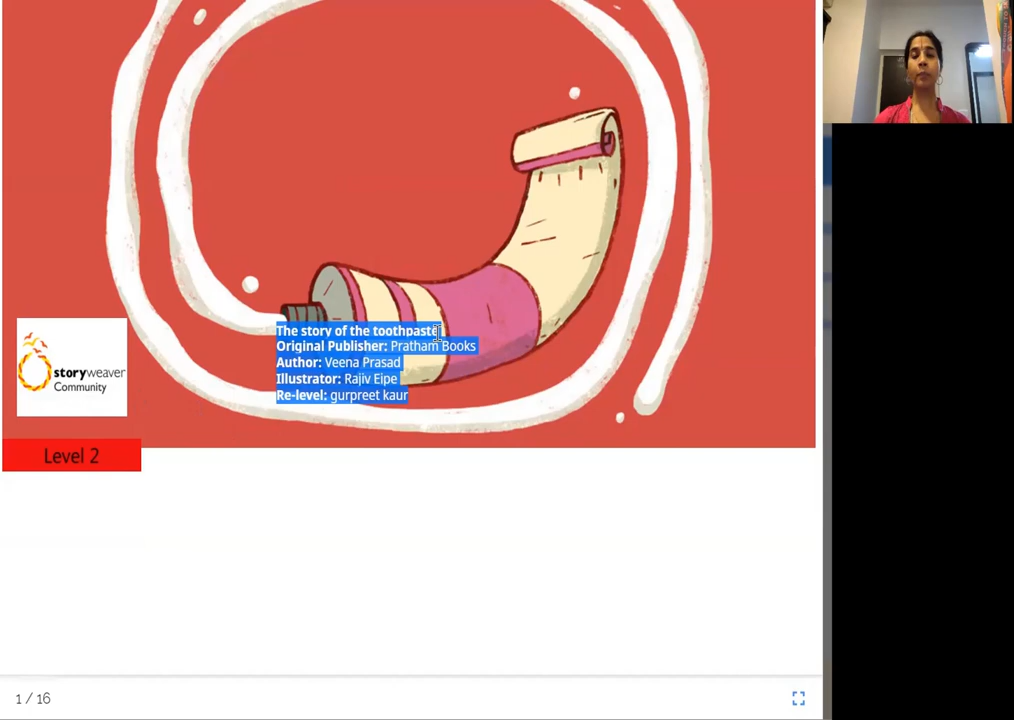 The story of the toothpaste
Original Publisher: Pratham Books
Author: Veena Prasad
Illustrator: Rajiv Eipe
Re-level: gurpreet kaur
storyweaver
Community
Level 2
1 / 16